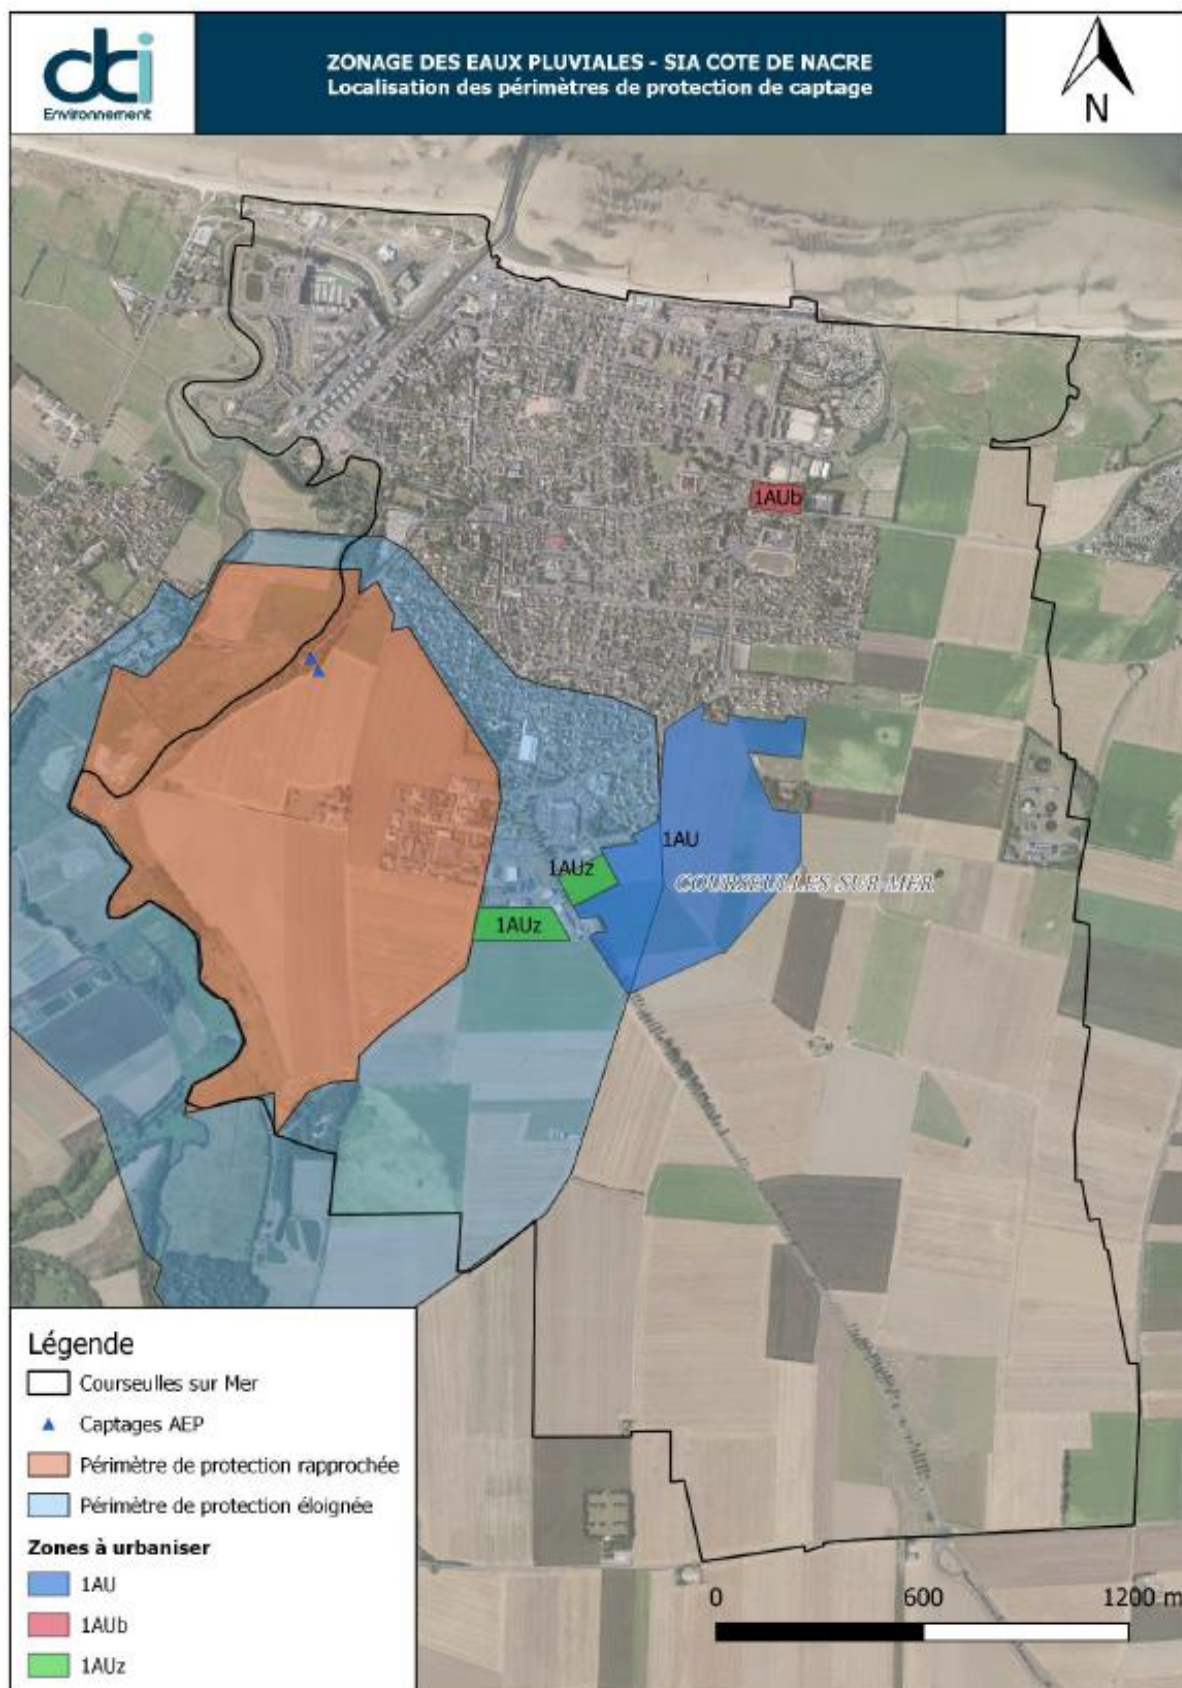 dci
Environnement
ZONAGE DES EAUX PLUVIALES - SIA COTE DE NACRE
Localisation des périmètres de protection de captage
N
1AUb
1AU
1AUz
COURSEULLES SUR MER
1AUz
Légende
Courseulles sur Mer
Captages AEP
Périmètre de protection rapprochée
Périmètre de protection éloignée
Zones à urbaniser
1AU
1AUb
1AUz
0 600 1200 m